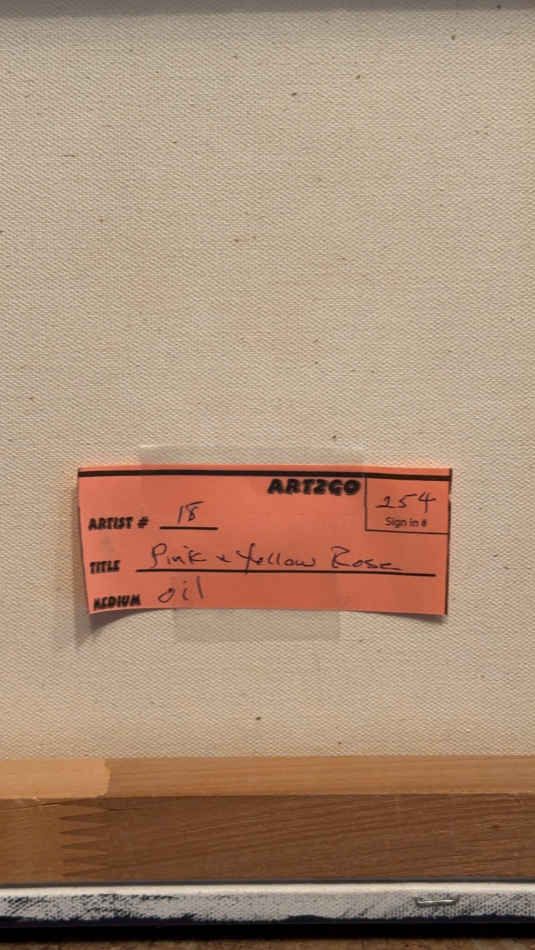 ART2GO
254
Sign in #
ARTIST # 18
TITLE Pink & Yellow Rose
MEDIUM oil